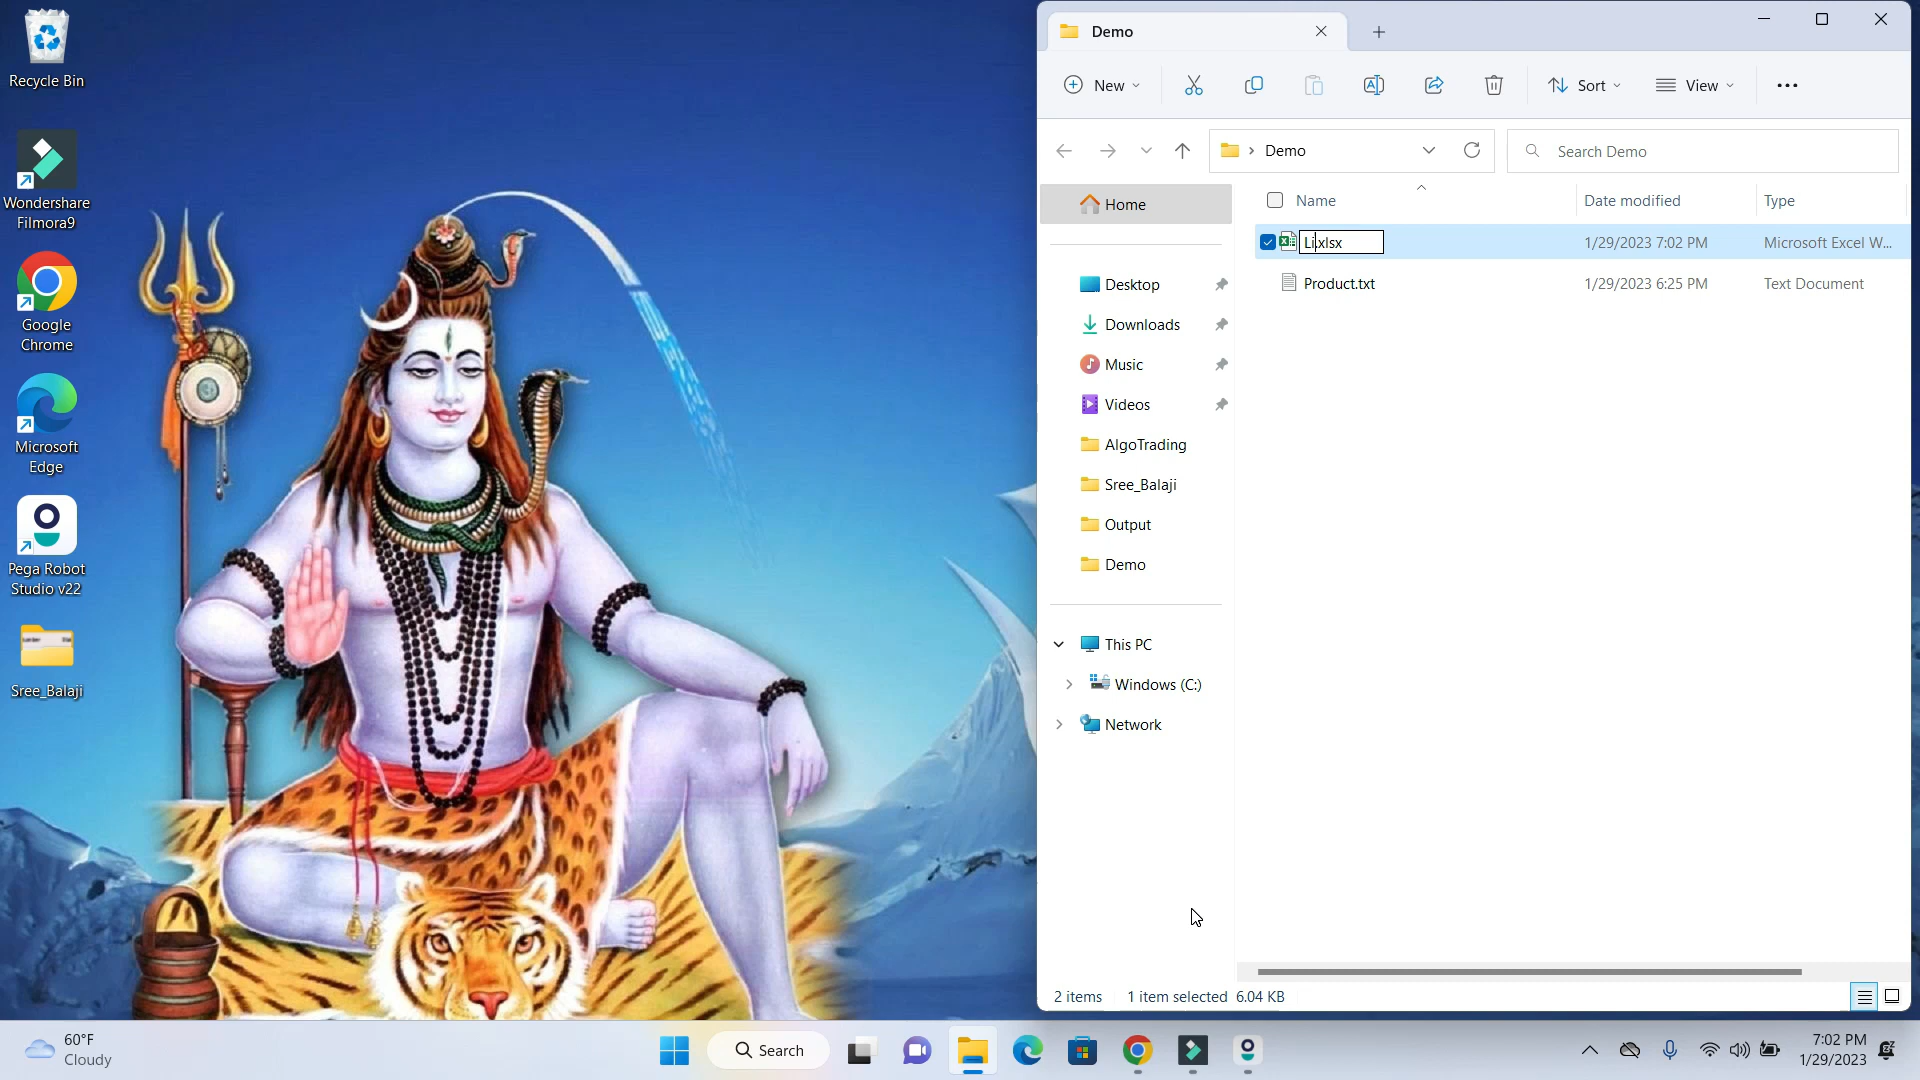 Recycle Bin
Wondershare
Filmora9
Google
Chrome
Microsoft
Edge
Pega Robot
Studio v22
Sree_Balaji
Demo
New
Sort
View
Demo
Search Demo
Home
Desktop
Downloads
Music
Videos
AlgoTrading
Sree_Balaji
Output
Demo
This PC
Windows (C:)
Network
Name Date modified Type
Li.xlsx 1/29/2023 7:02 PM Microsoft Excel W...
Product.txt 1/29/2023 6:25 PM Text Document
2 items 1 item selected 6.04 KB
60°F
Cloudy
Search
7:02 PM
1/29/2023